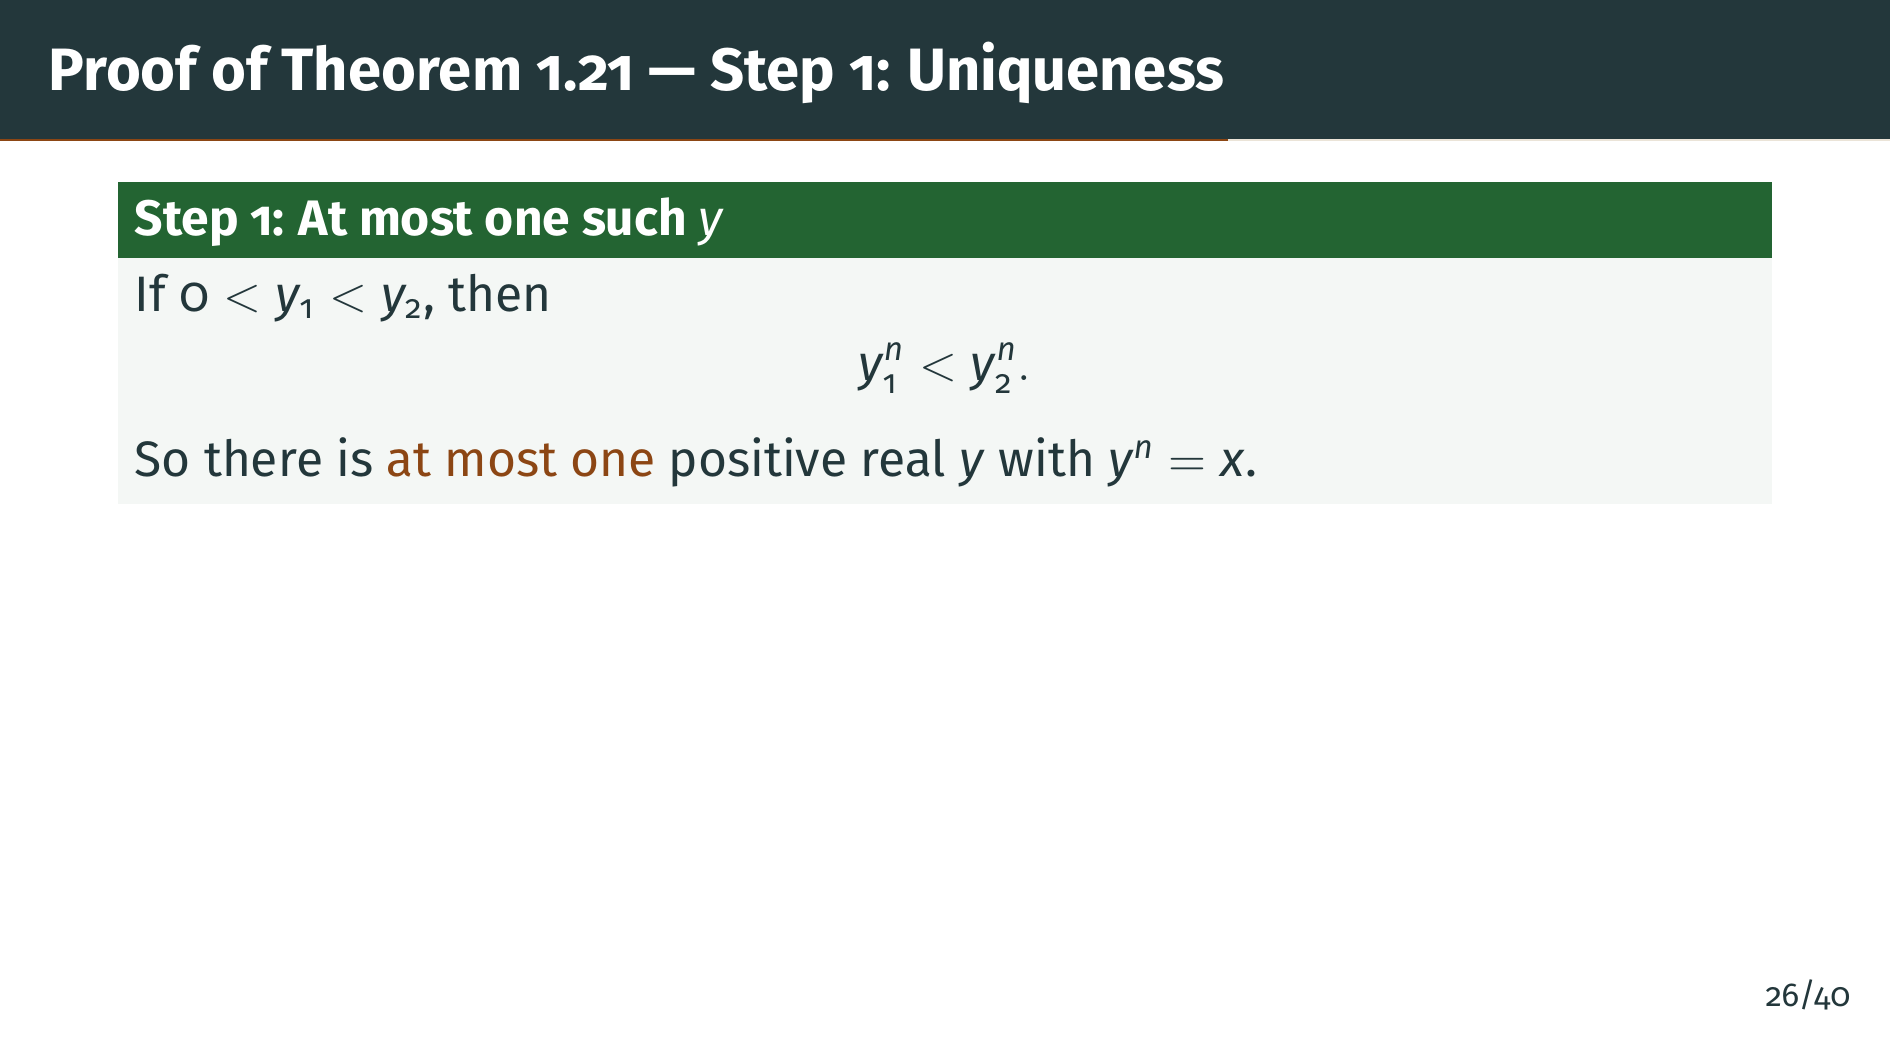 Proof of Theorem 1.21 — Step 1: Uniqueness
Step 1: At most one such y
If 0 < y₁ < y₂, then
y₁ⁿ < y₂ⁿ.
So there is at most one positive real y with yⁿ = x.
26/40